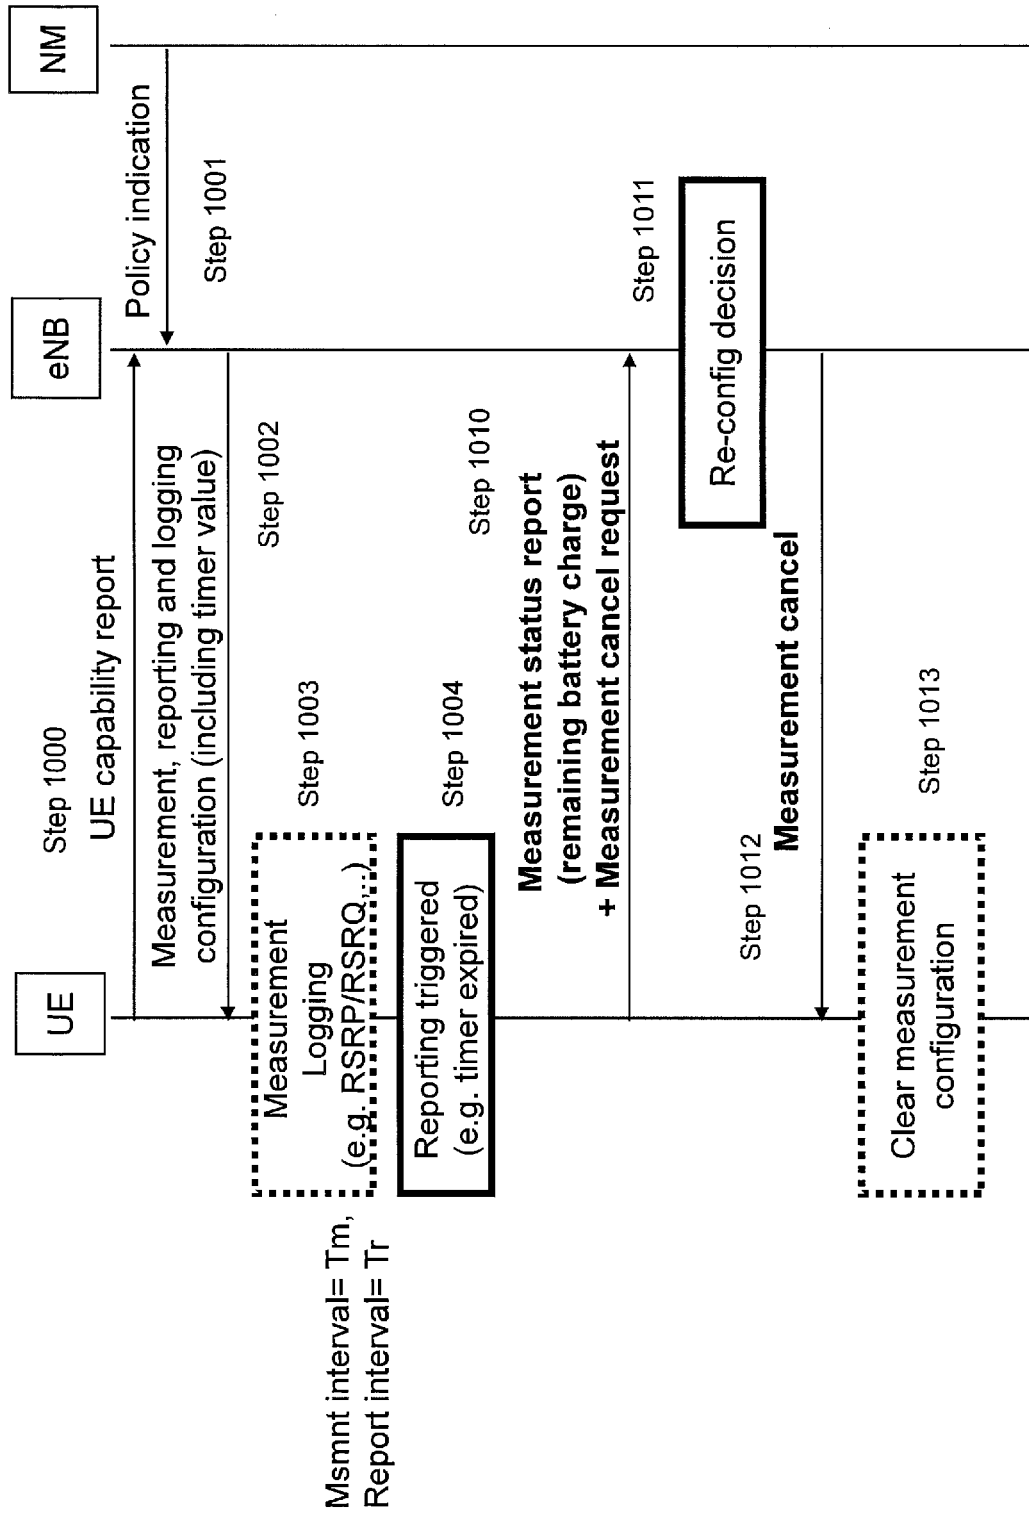 UE
eNB
NM
Step 1000
UE capability report
Policy indication
Step 1001
Measurement, reporting and logging
configuration (including timer value)
Step 1002
Measurement
Logging
(e.g. RSRP/RSRQ,..)
Step 1003
Msmnt interval= Tm,
Report interval= Tr
Reporting triggered
(e.g. timer expired)
Step 1004
Step 1010
Measurement status report
(remaining battery charge)
+ Measurement cancel request
Step 1011
Re-config decision
Step 1012
Measurement cancel
Clear measurement
configuration
Step 1013